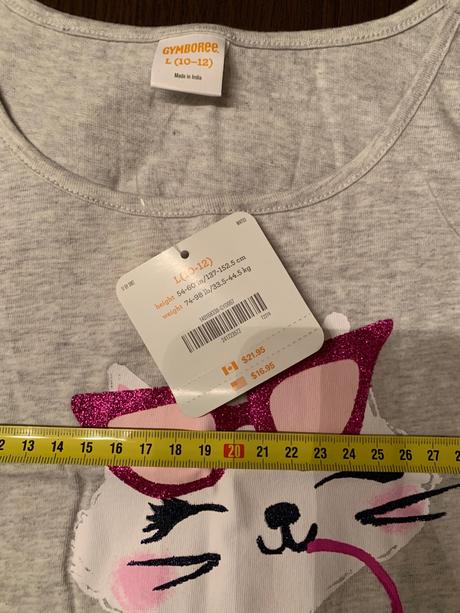 GYMBOREE
L (10-12)
Made in India
L(10-12)
height 54-60 in/137-152.5 cm
weight 74-98 lb/33.5-44.5 kg
$21.95
$16.95
12 13 14 15 16 17 18 19 20 21 22 23 24 25 26 27